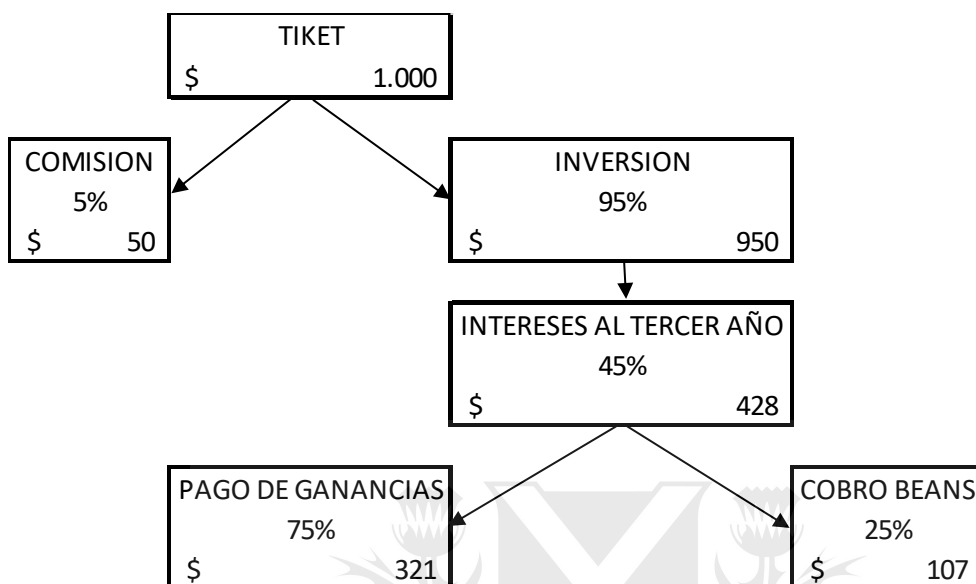 TIKET
$ 1.000
COMISION
5%
$ 50
INVERSION
95%
$ 950
INTERESES AL TERCER AÑO
45%
$ 428
PAGO DE GANANCIAS
75%
$ 321
COBRO BEANS
25%
$ 107